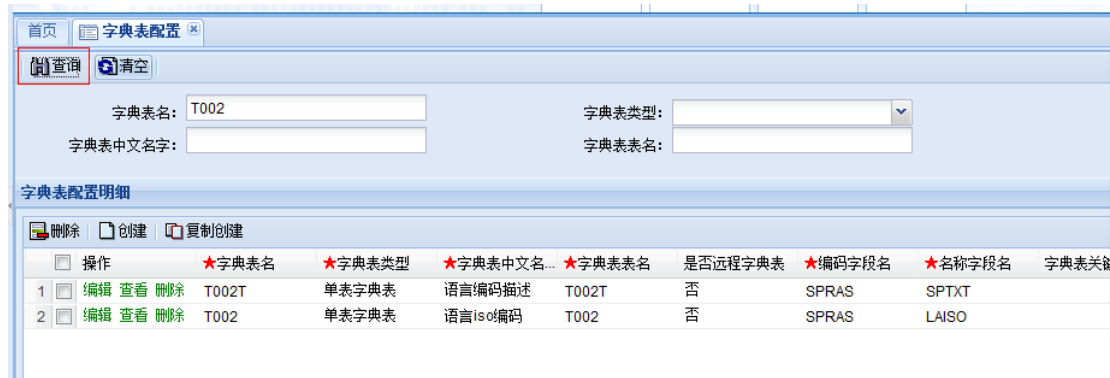 首页 字典表配置
查询 清空
字典表名: T002 字典表类型:
字典表中文名字: 字典表表名:
字典表配置明细
删除 创建 复制创建
操作 ★字典表名 ★字典表类型 ★字典表中文名... ★字典表表名 是否远程字典表 ★编码字段名 ★名称字段名 字典表关
1 编辑 查看 删除 T002T 单表字典表 语言编码描述 T002T 否 SPRAS SPTXT
2 编辑 查看 删除 T002 单表字典表 语言iso编码 T002 否 SPRAS LAISO